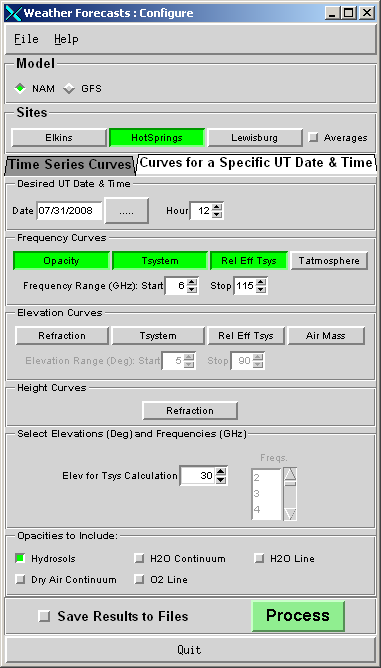 Weather Forecasts : Configure
File Help
Model
NAM GFS
Sites
Elkins HotSprings Lewisburg Averages
Time Series Curves Curves for a Specific UT Date & Time
Desired UT Date & Time
Date 07/31/2008 ..... Hour 12
Frequency Curves
Opacity Tsystem Rel Eff Tsys Tatmosphere
Frequency Range (GHz): Start 6 Stop 115
Elevation Curves
Refraction Tsystem Rel Eff Tsys Air Mass
Elevation Range (Deg): Start 5 Stop 90
Height Curves
Refraction
Select Elevations (Deg) and Frequencies (GHz)
Freqs.
Elev for Tsys Calculation 30
2
3
4
Opacities to Include:
Hydrosols H2O Continuum H2O Line
Dry Air Continuum O2 Line
Save Results to Files Process
Quit